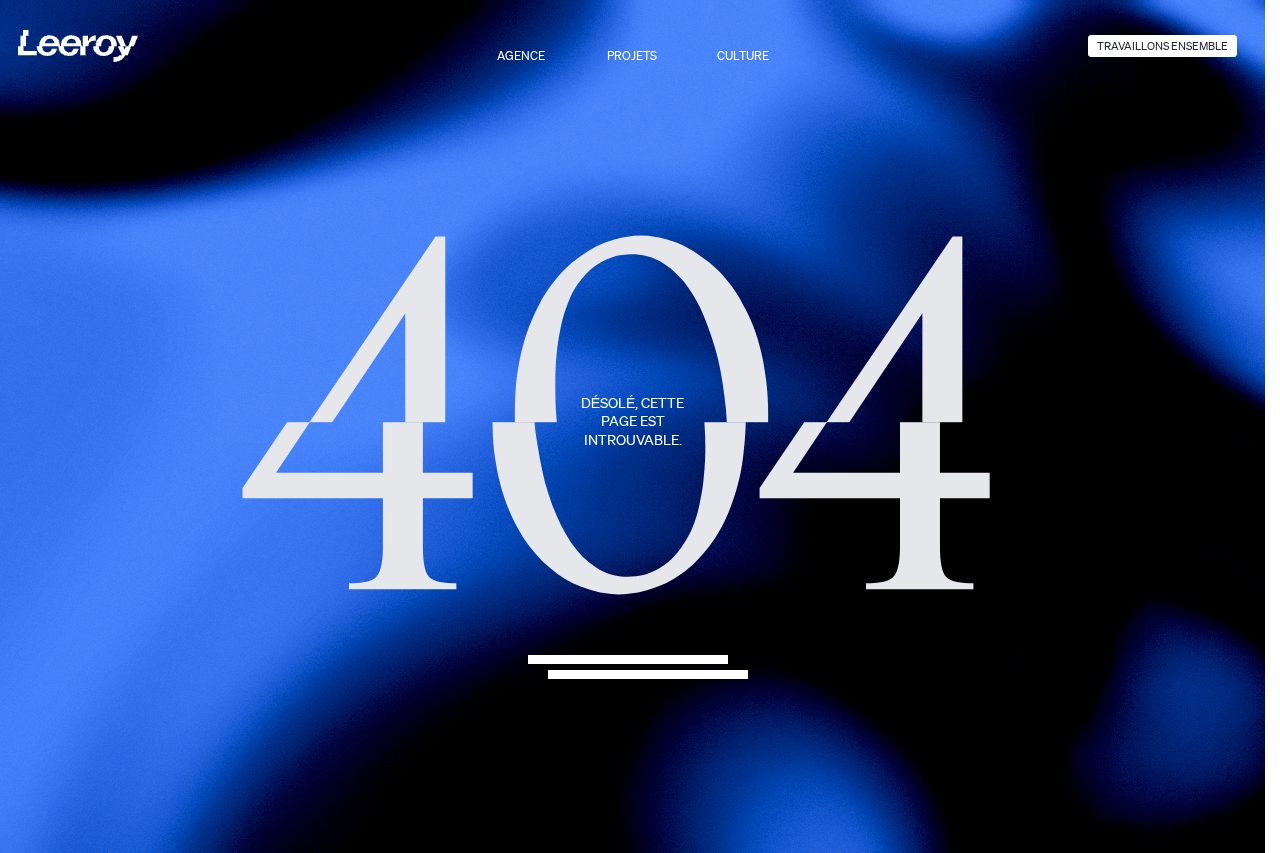 Leeroy
AGENCE
PROJETS
CULTURE
TRAVAILLONS ENSEMBLE
404
DÉSOLÉ, CETTE
PAGE EST
INTROUVABLE.